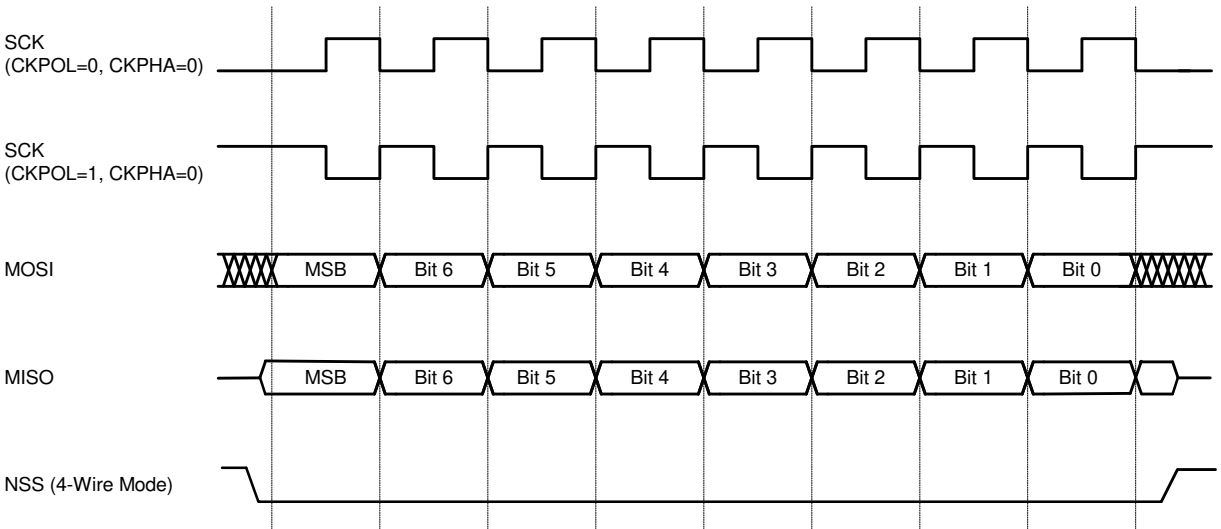 SCK
(CKPOL=0, CKPHA=0)
SCK
(CKPOL=1, CKPHA=0)
MOSI MSB Bit 6 Bit 5 Bit 4 Bit 3 Bit 2 Bit 1 Bit 0
MISO MSB Bit 6 Bit 5 Bit 4 Bit 3 Bit 2 Bit 1 Bit 0
NSS (4-Wire Mode)